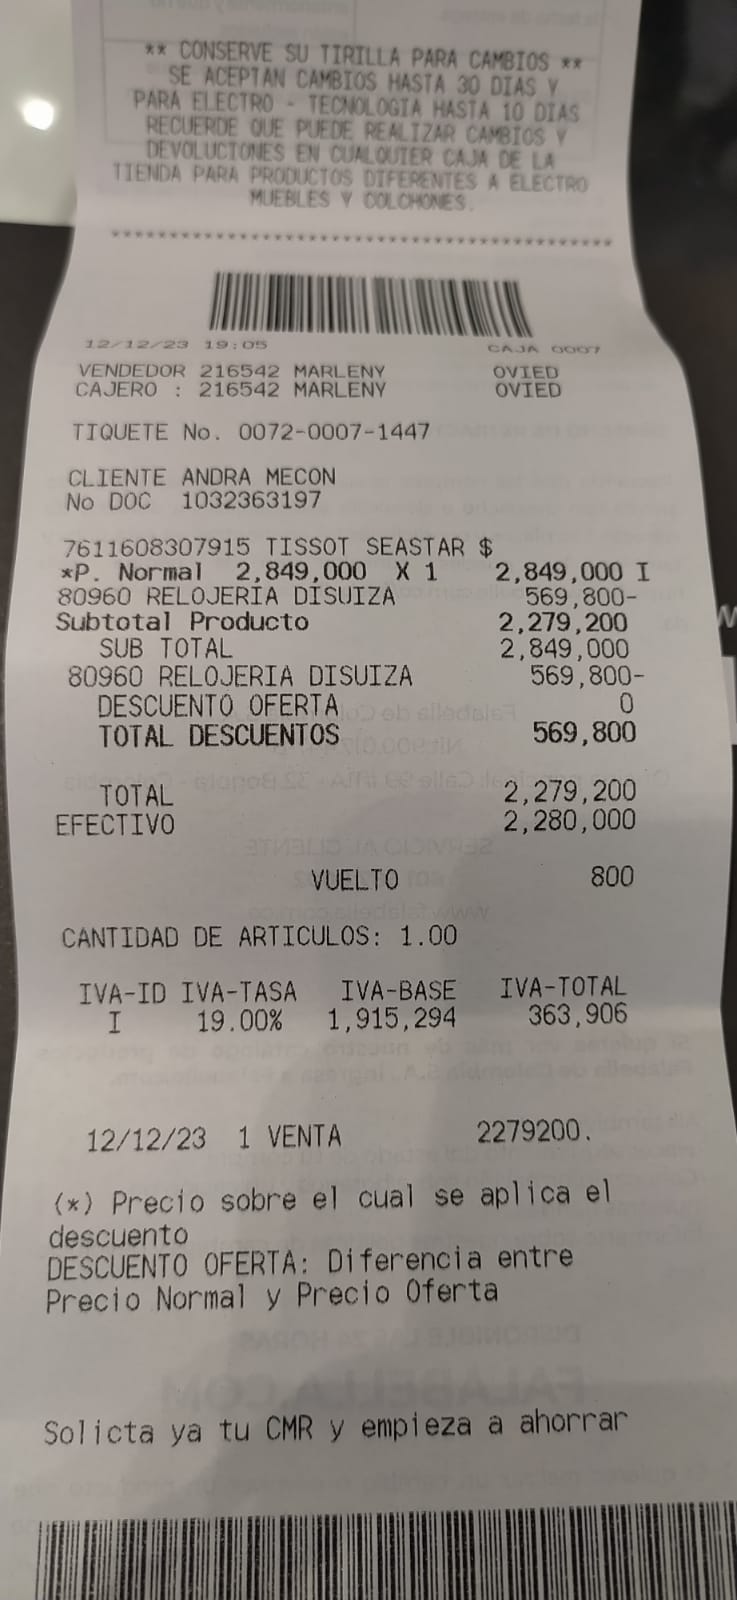 ** CONSERVE SU TIRILLA PARA CAMBIOS **
SE ACEPTAN CAMBIOS HASTA 30 DIAS Y
PARA ELECTRO - TECNOLOGIA HASTA 10 DIAS
RECUERDE QUE PUEDE REALIZAR CAMBIOS Y
DEVOLUCIONES EN CUALQUIER CAJA DE LA
TIENDA PARA PRODUCTOS DIFERENTES A ELECTRO
MUEBLES Y COLCHONES.
12/12/23 19:05 CAJA 0007
VENDEDOR 216542 MARLENY OVIED
CAJERO : 216542 MARLENY OVIED
TIQUETE No. 0072-0007-1447
CLIENTE ANDRA MECON
No DOC 1032363197
7611608307915 TISSOT SEASTAR $
*P. Normal 2,849,000 X 1 2,849,000 I
80960 RELOJERIA DISUIZA 569,800-
Subtotal Producto 2,279,200
SUB TOTAL 2,849,000
80960 RELOJERIA DISUIZA 569,800-
DESCUENTO OFERTA 0
TOTAL DESCUENTOS 569,800
TOTAL 2,279,200
EFECTIVO 2,280,000
VUELTO 800
CANTIDAD DE ARTICULOS: 1.00
IVA-ID IVA-TASA IVA-BASE IVA-TOTAL
I 19.00% 1,915,294 363,906
12/12/23 1 VENTA 2279200.
(*) Precio sobre el cual se aplica el
descuento
DESCUENTO OFERTA: Diferencia entre
Precio Normal y Precio Oferta
Solicta ya tu CMR y empieza a ahorrar